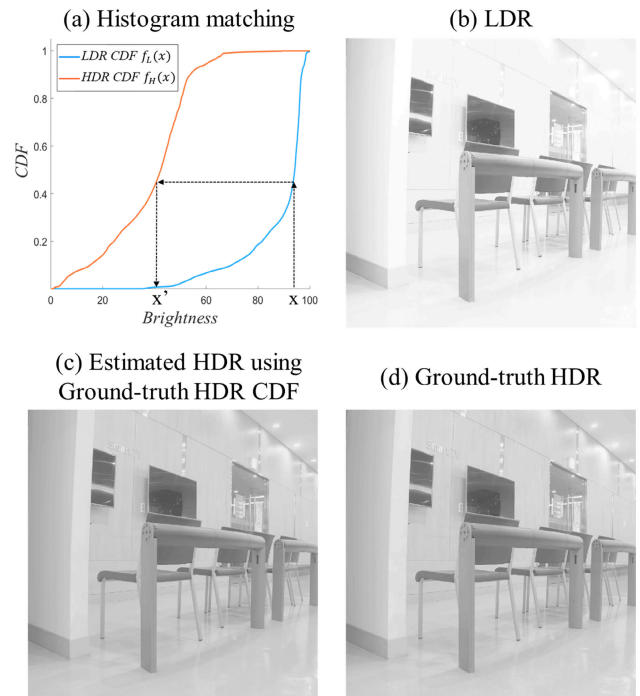 (a) Histogram matching
(b) LDR
LDR CDF f_L(x)
HDR CDF f_H(x)
1
0.8
0.6
0.4
0.2
CDF
0 20 40 60 80 100
x' x
Brightness
(c) Estimated HDR using
Ground-truth HDR CDF
(d) Ground-truth HDR